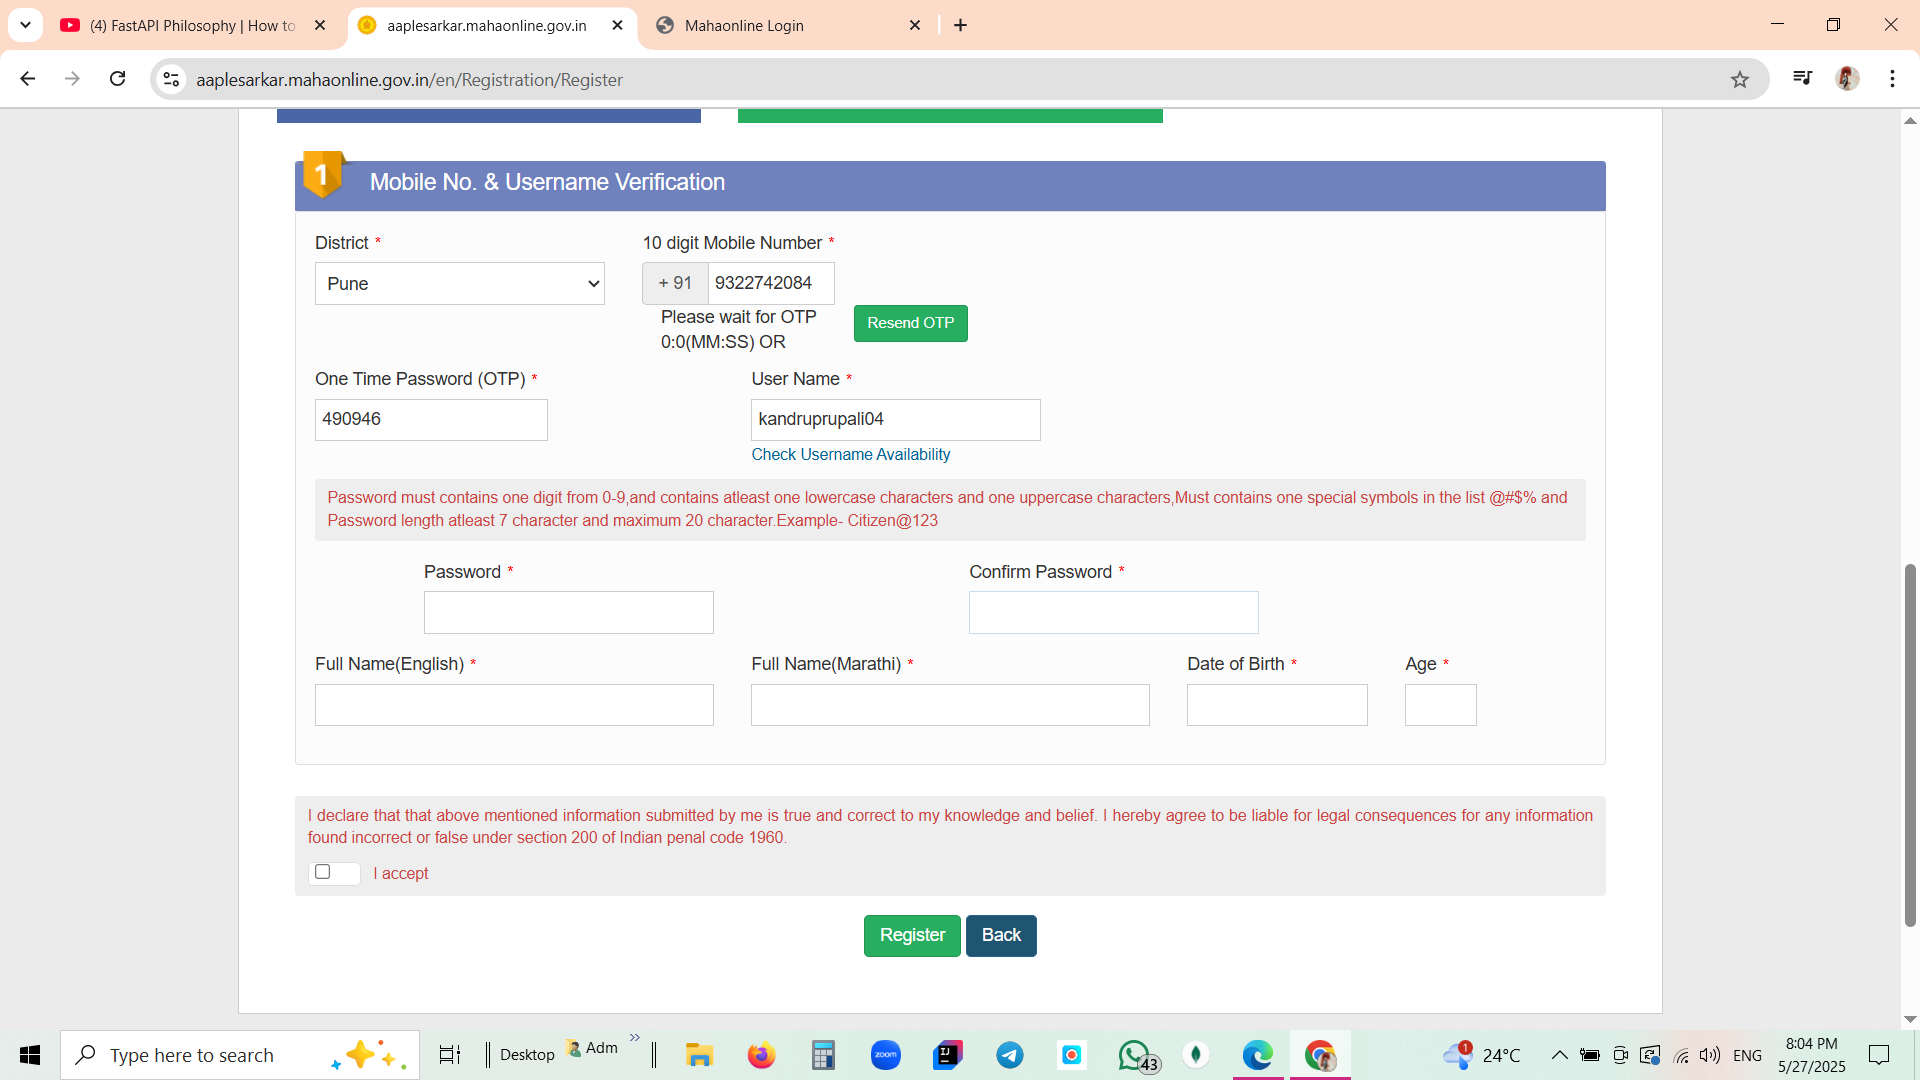 (4) FastAPI Philosophy | How to
aaplesarkar.mahaonline.gov.in
Mahaonline Login
aaplesarkar.mahaonline.gov.in/en/Registration/Register
1
Mobile No. & Username Verification
District *
10 digit Mobile Number *
Pune
+ 91
9322742084
Please wait for OTP
0:0(MM:SS) OR
Resend OTP
One Time Password (OTP) *
User Name *
490946
kandruprupali04
Check Username Availability
Password must contains one digit from 0-9,and contains atleast one lowercase characters and one uppercase characters,Must contains one special symbols in the list @#$% and
Password length atleast 7 character and maximum 20 character.Example- Citizen@123
Password *
Confirm Password *
Full Name(English) *
Full Name(Marathi) *
Date of Birth *
Age *
I declare that that above mentioned information submitted by me is true and correct to my knowledge and belief. I hereby agree to be liable for legal consequences for any information
found incorrect or false under section 200 of Indian penal code 1960.
I accept
Register
Back
Type here to search
Desktop
Adm
zoom
IJ
43
1
24°C
ENG
8:04 PM
5/27/2025